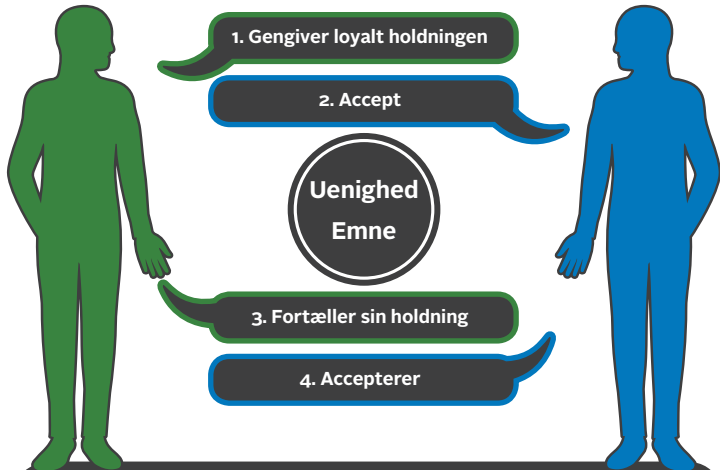 1. Gengiver loyalt holdningen
2. Accept
Uenighed
Emne
3. Fortæller sin holdning
4. Accepterer